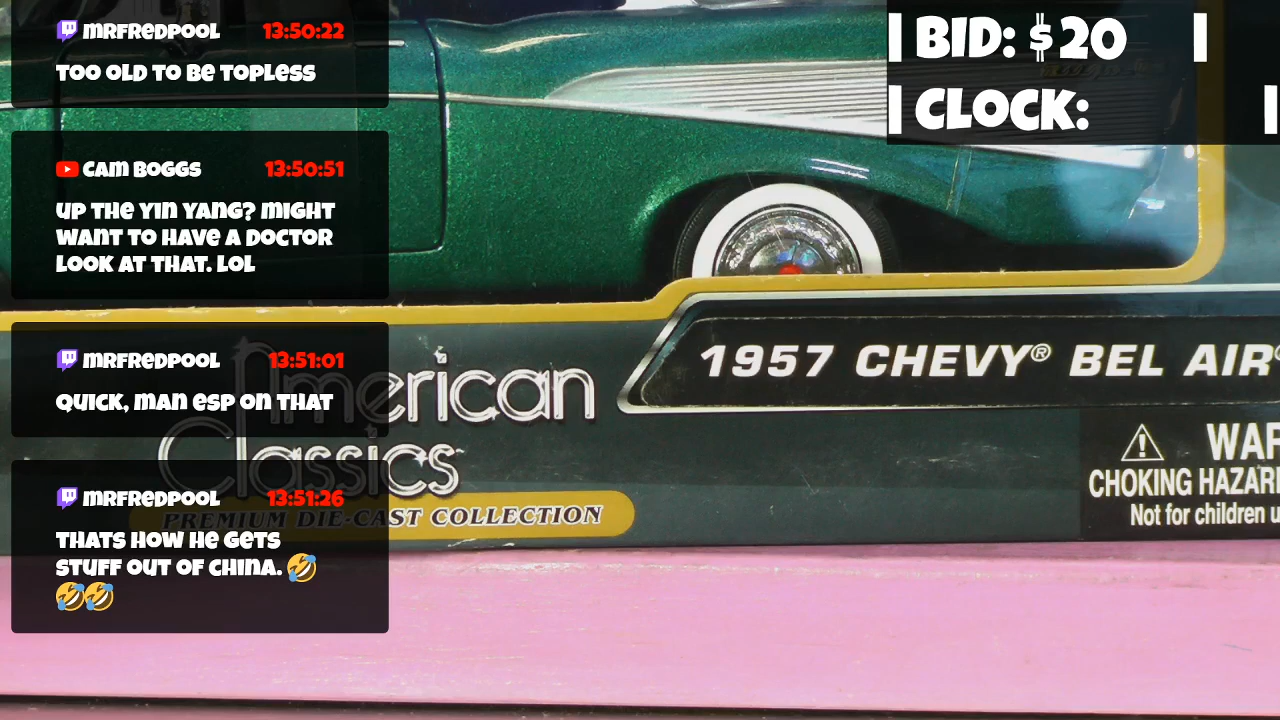 mrfredpool 13:50:22
Too old to be topless
Cam Boggs 13:50:51
up the yin yang? might
want to have a doctor
look at that. lol
mrfredpool 13:51:01
Quick, man esp on that
mrfredpool 13:51:26
Thats how he gets
stuff out of China. 🤣
🤣🤣
| BID: $20 |
| CLOCK: |
1957 CHEVY® BEL AIR®
American
Classics
PREMIUM DIE-CAST COLLECTION
WAR
CHOKING HAZARD
Not for children u